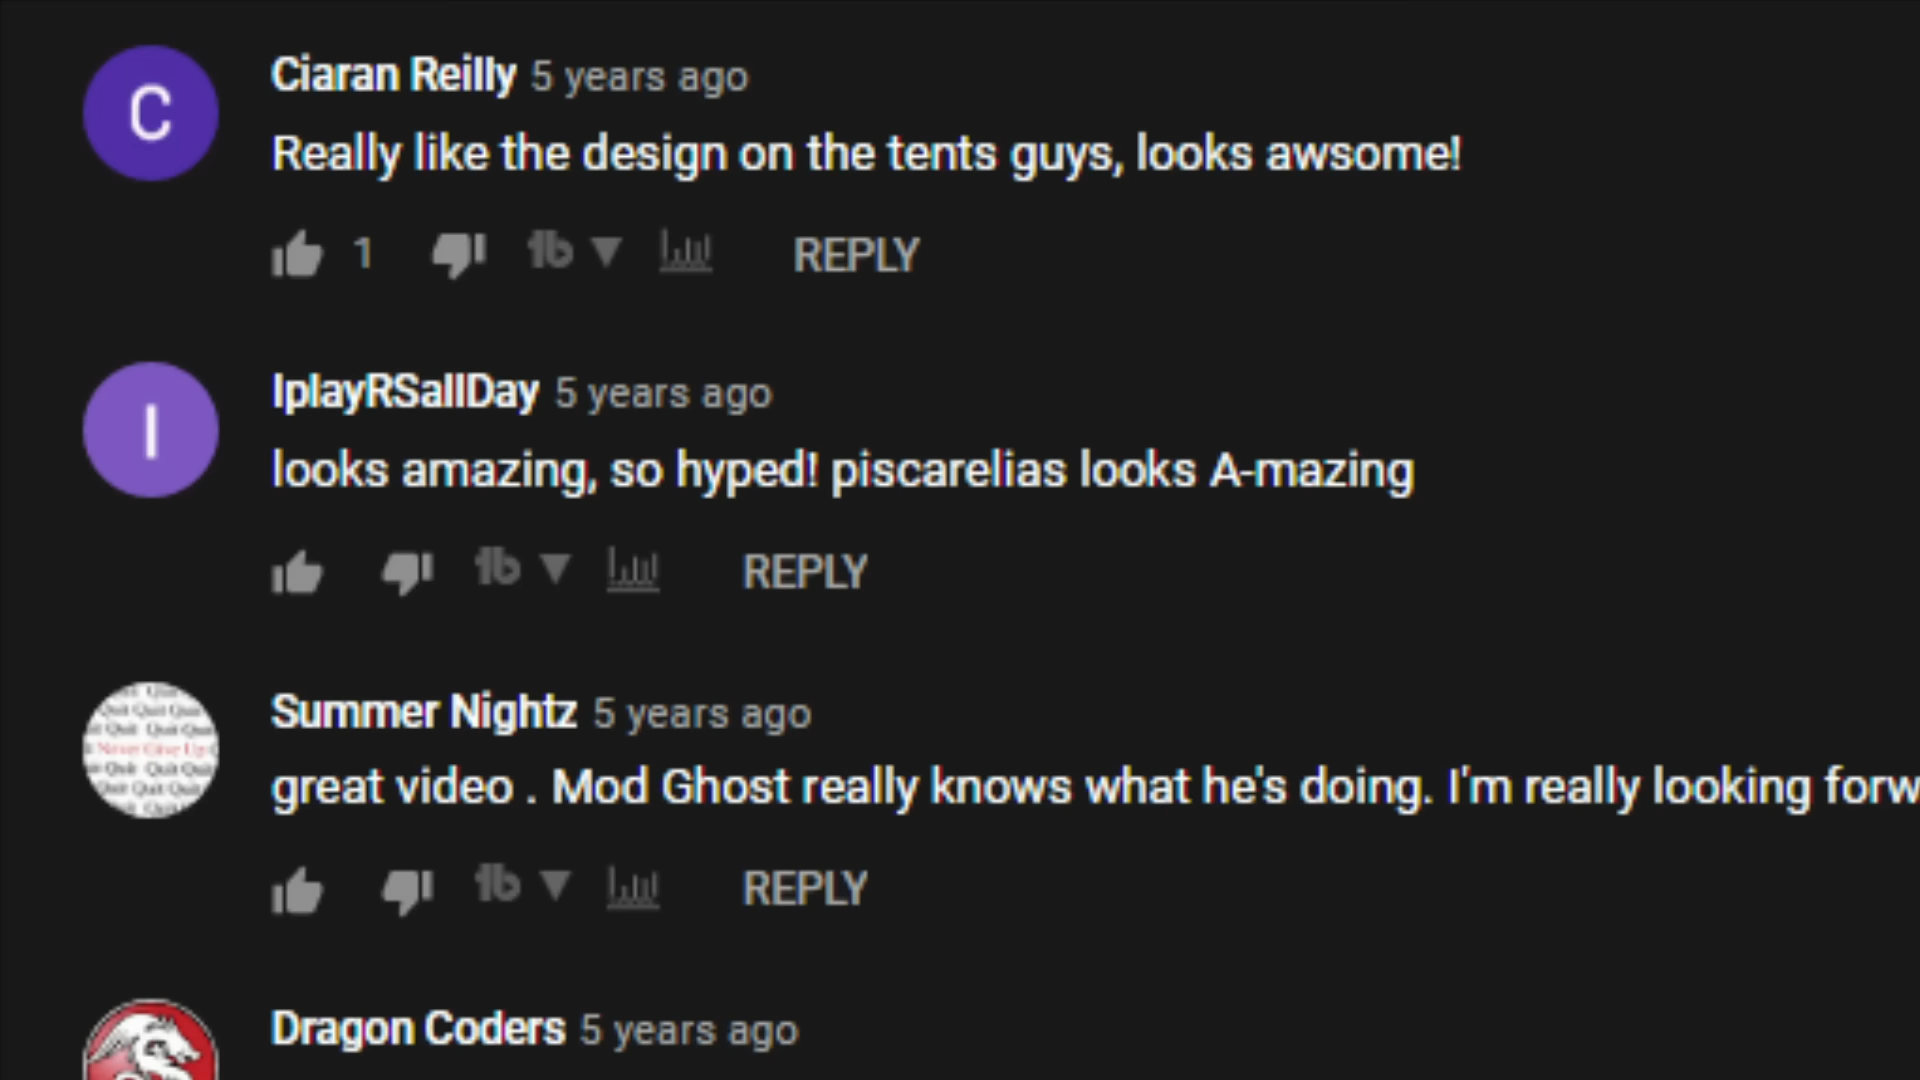 C
Ciaran Reilly 5 years ago
Really like the design on the tents guys, looks awsome!
1 REPLY
I
IplayRSallDay 5 years ago
looks amazing, so hyped! piscarelias looks A-mazing
REPLY
Summer Nightz 5 years ago
great video . Mod Ghost really knows what he's doing. I'm really looking forw
REPLY
Dragon Coders 5 years ago